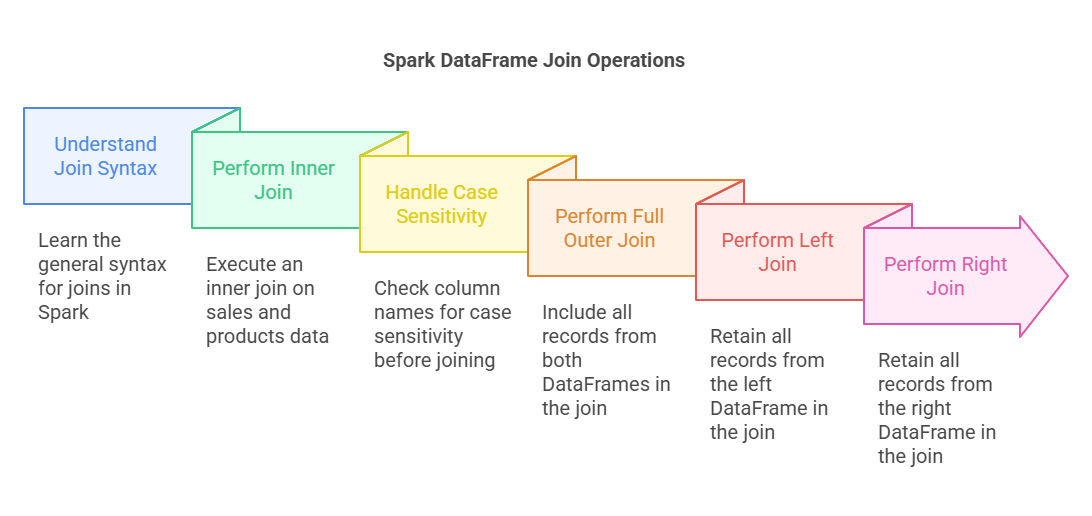 Spark DataFrame Join Operations
Understand
Join Syntax
Learn the
general syntax
for joins in
Spark
Perform Inner
Join
Execute an
inner join on
sales and
products data
Handle Case
Sensitivity
Check column
names for case
sensitivity
before joining
Perform Full
Outer Join
Include all
records from
both
DataFrames in
the join
Perform Left
Join
Retain all
records from
the left
DataFrame in
the join
Perform Right
Join
Retain all
records from
the right
DataFrame in
the join